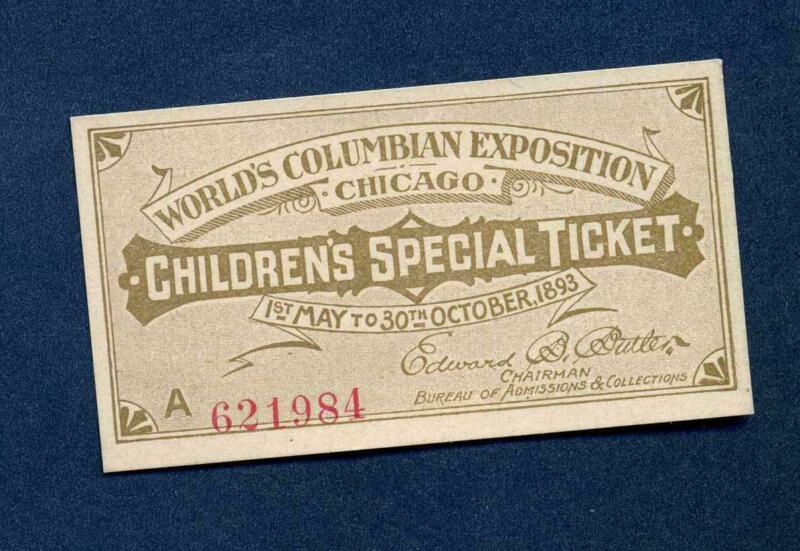 WORLD'S COLUMBIAN EXPOSITION
· CHICAGO ·
· CHILDREN'S SPECIAL TICKET ·
1ST MAY TO 30TH OCTOBER, 1893
Edward B. Butler
CHAIRMAN
BUREAU OF ADMISSIONS & COLLECTIONS
A 621984